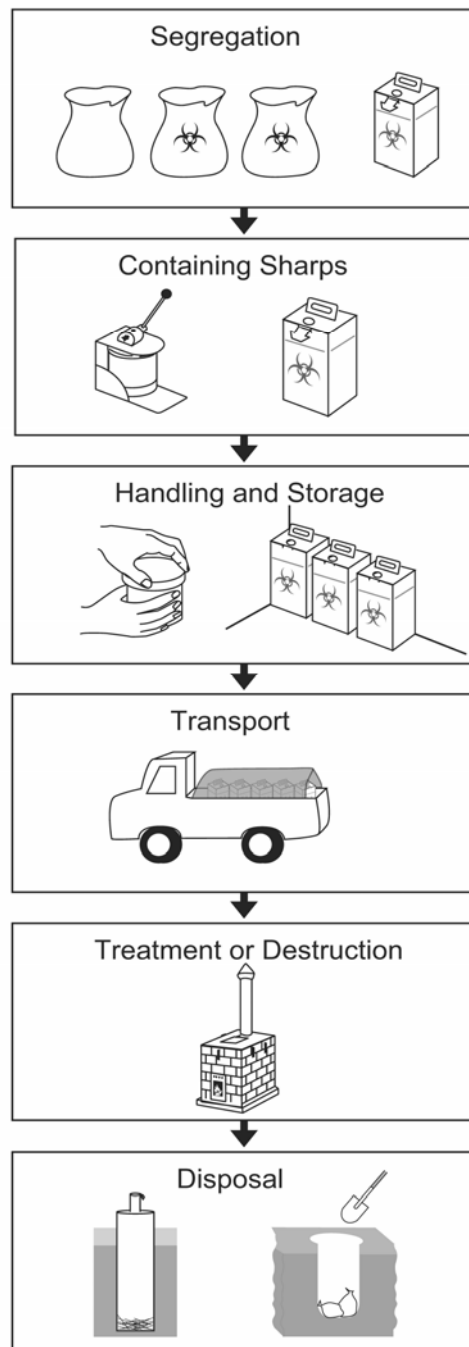 Segregation
Containing Sharps
Handling and Storage
Transport
Treatment or Destruction
Disposal